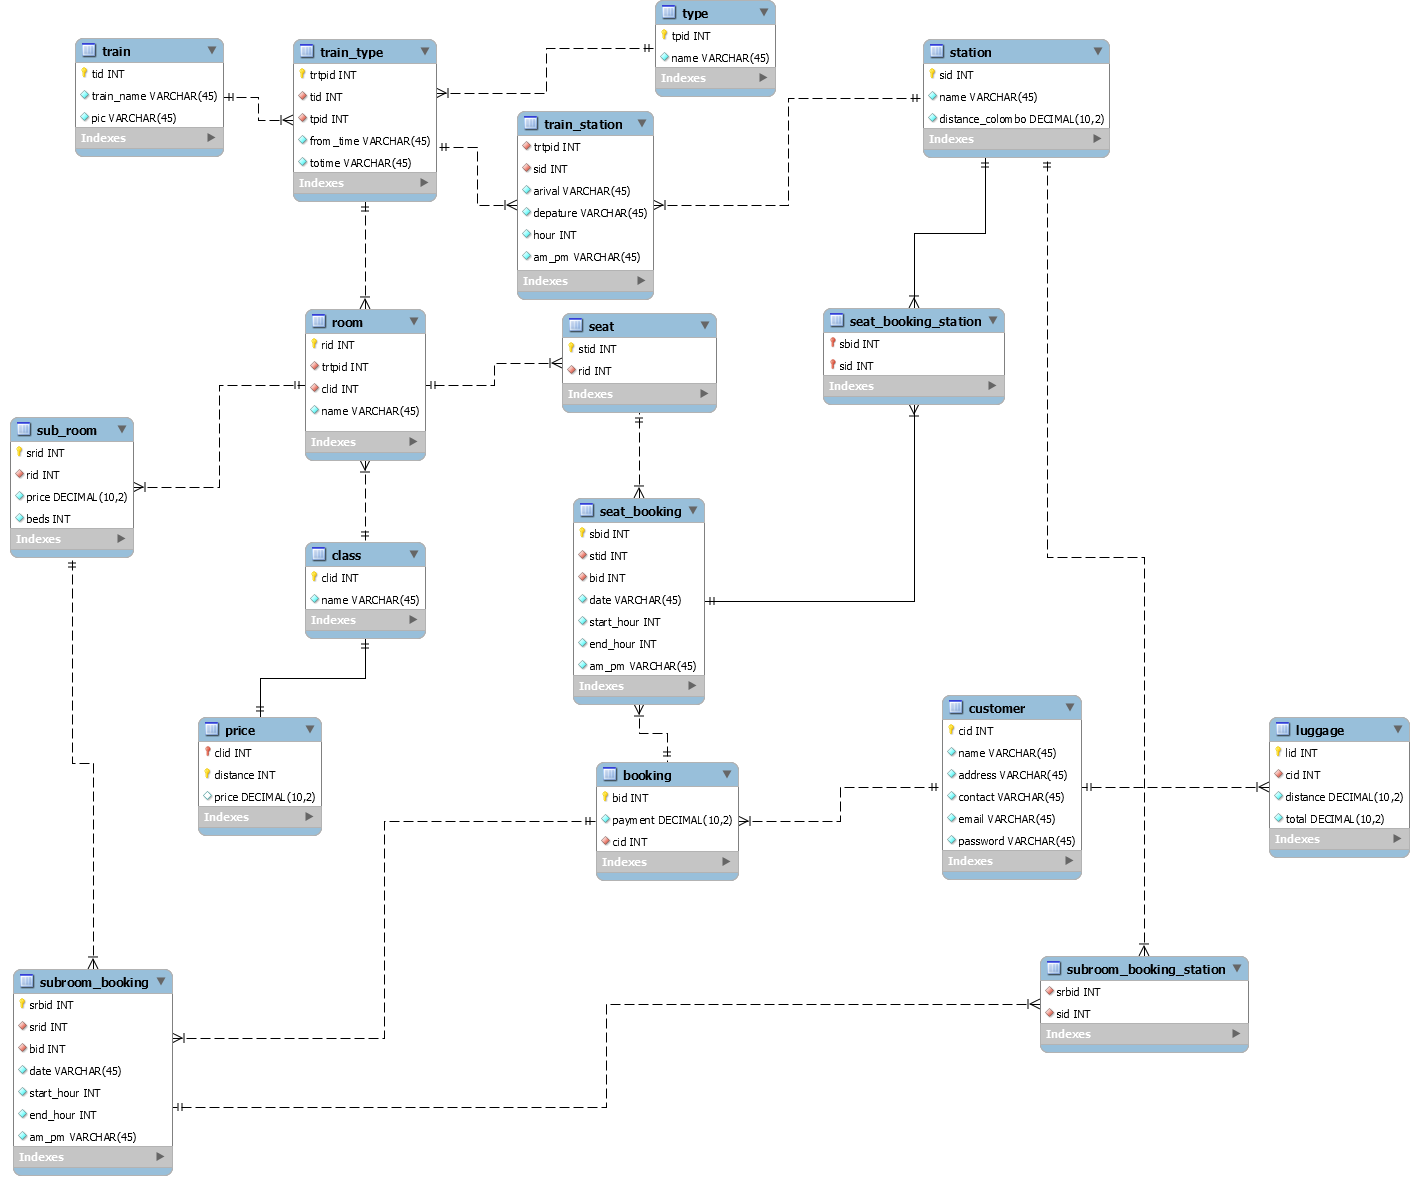 train
tid INT
train_name VARCHAR(45)
pic VARCHAR(45)
Indexes
train_type
trtpid INT
tid INT
tpid INT
from_time VARCHAR(45)
totime VARCHAR(45)
Indexes
type
tpid INT
name VARCHAR(45)
Indexes
train_station
trtpid INT
sid INT
arival VARCHAR(45)
depature VARCHAR(45)
hour INT
am_pm VARCHAR(45)
Indexes
station
sid INT
name VARCHAR(45)
distance_colombo DECIMAL(10,2)
Indexes
room
rid INT
trtpid INT
clid INT
name VARCHAR(45)
Indexes
seat
stid INT
rid INT
Indexes
seat_booking_station
sbid INT
sid INT
Indexes
sub_room
srid INT
rid INT
price DECIMAL(10,2)
beds INT
Indexes
class
clid INT
name VARCHAR(45)
Indexes
seat_booking
sbid INT
stid INT
bid INT
date VARCHAR(45)
start_hour INT
end_hour INT
am_pm VARCHAR(45)
Indexes
price
clid INT
distance INT
price DECIMAL(10,2)
Indexes
booking
bid INT
payment DECIMAL(10,2)
cid INT
Indexes
customer
cid INT
name VARCHAR(45)
address VARCHAR(45)
contact VARCHAR(45)
email VARCHAR(45)
password VARCHAR(45)
Indexes
luggage
lid INT
cid INT
distance DECIMAL(10,2)
total DECIMAL(10,2)
Indexes
subroom_booking
srbid INT
srid INT
bid INT
date VARCHAR(45)
start_hour INT
end_hour INT
am_pm VARCHAR(45)
Indexes
subroom_booking_station
srbid INT
sid INT
Indexes